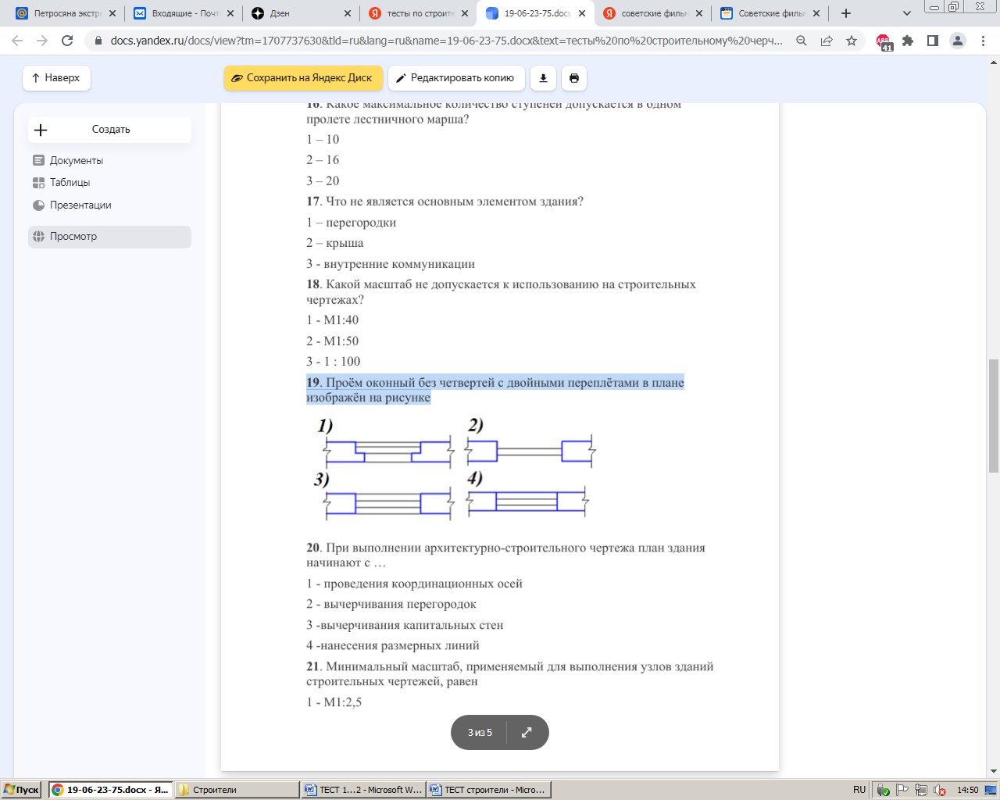 Петросяна экстр
Входящие - Почт
Дзен
тесты по строите
19-06-23-75.docx
советские фильм
Советские филь
docs.yandex.ru/docs/view?tm=1707737630&tld=ru&lang=ru&name=19-06-23-75.docx&text=тесты%20по%20строительному%20черч...
41
Наверх
Сохранить на Яндекс Диск
Редактировать копию
Создать
Документы
Таблицы
Презентации
Просмотр
16. Какое максимальное количество ступеней допускается в одном
пролете лестничного марша?
1 – 10
2 – 16
3 – 20
17. Что не является основным элементом здания?
1 – перегородки
2 – крыша
3 - внутренние коммуникации
18. Какой масштаб не допускается к использованию на строительных
чертежах?
1 - М1:40
2 - М1:50
3 - 1 : 100
19. Проём оконный без четвертей с двойными переплётами в плане
изображён на рисунке
1)
2)
3)
4)
20. При выполнении архитектурно-строительного чертежа план здания
начинают с …
1 - проведения координационных осей
2 - вычерчивания перегородок
3 -вычерчивания капитальных стен
4 -нанесения размерных линий
21. Минимальный масштаб, применяемый для выполнения узлов зданий
строительных чертежей, равен
1 - М1:2,5
3 из 5
Пуск
19-06-23-75.docx - Я...
Строители
ТЕСТ 1...2 - Microsoft W...
ТЕСТ строители - Micro...
RU
14:50